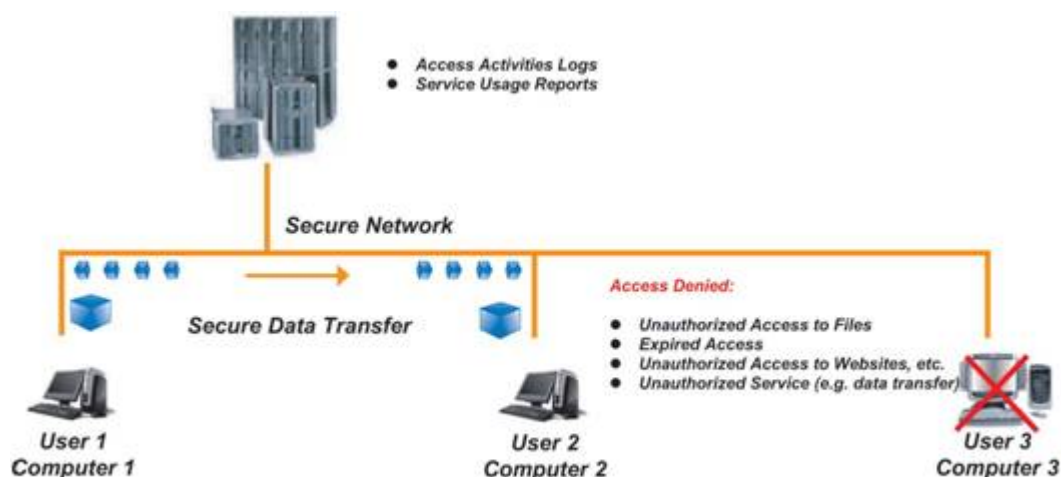 Access Activities Logs
Service Usage Reports
Secure Network
Secure Data Transfer
Access Denied:
Unauthorized Access to Files
Expired Access
Unauthorized Access to Websites, etc.
Unauthorized Service (e.g. data transfer)
User 1
Computer 1
User 2
Computer 2
User 3
Computer 3